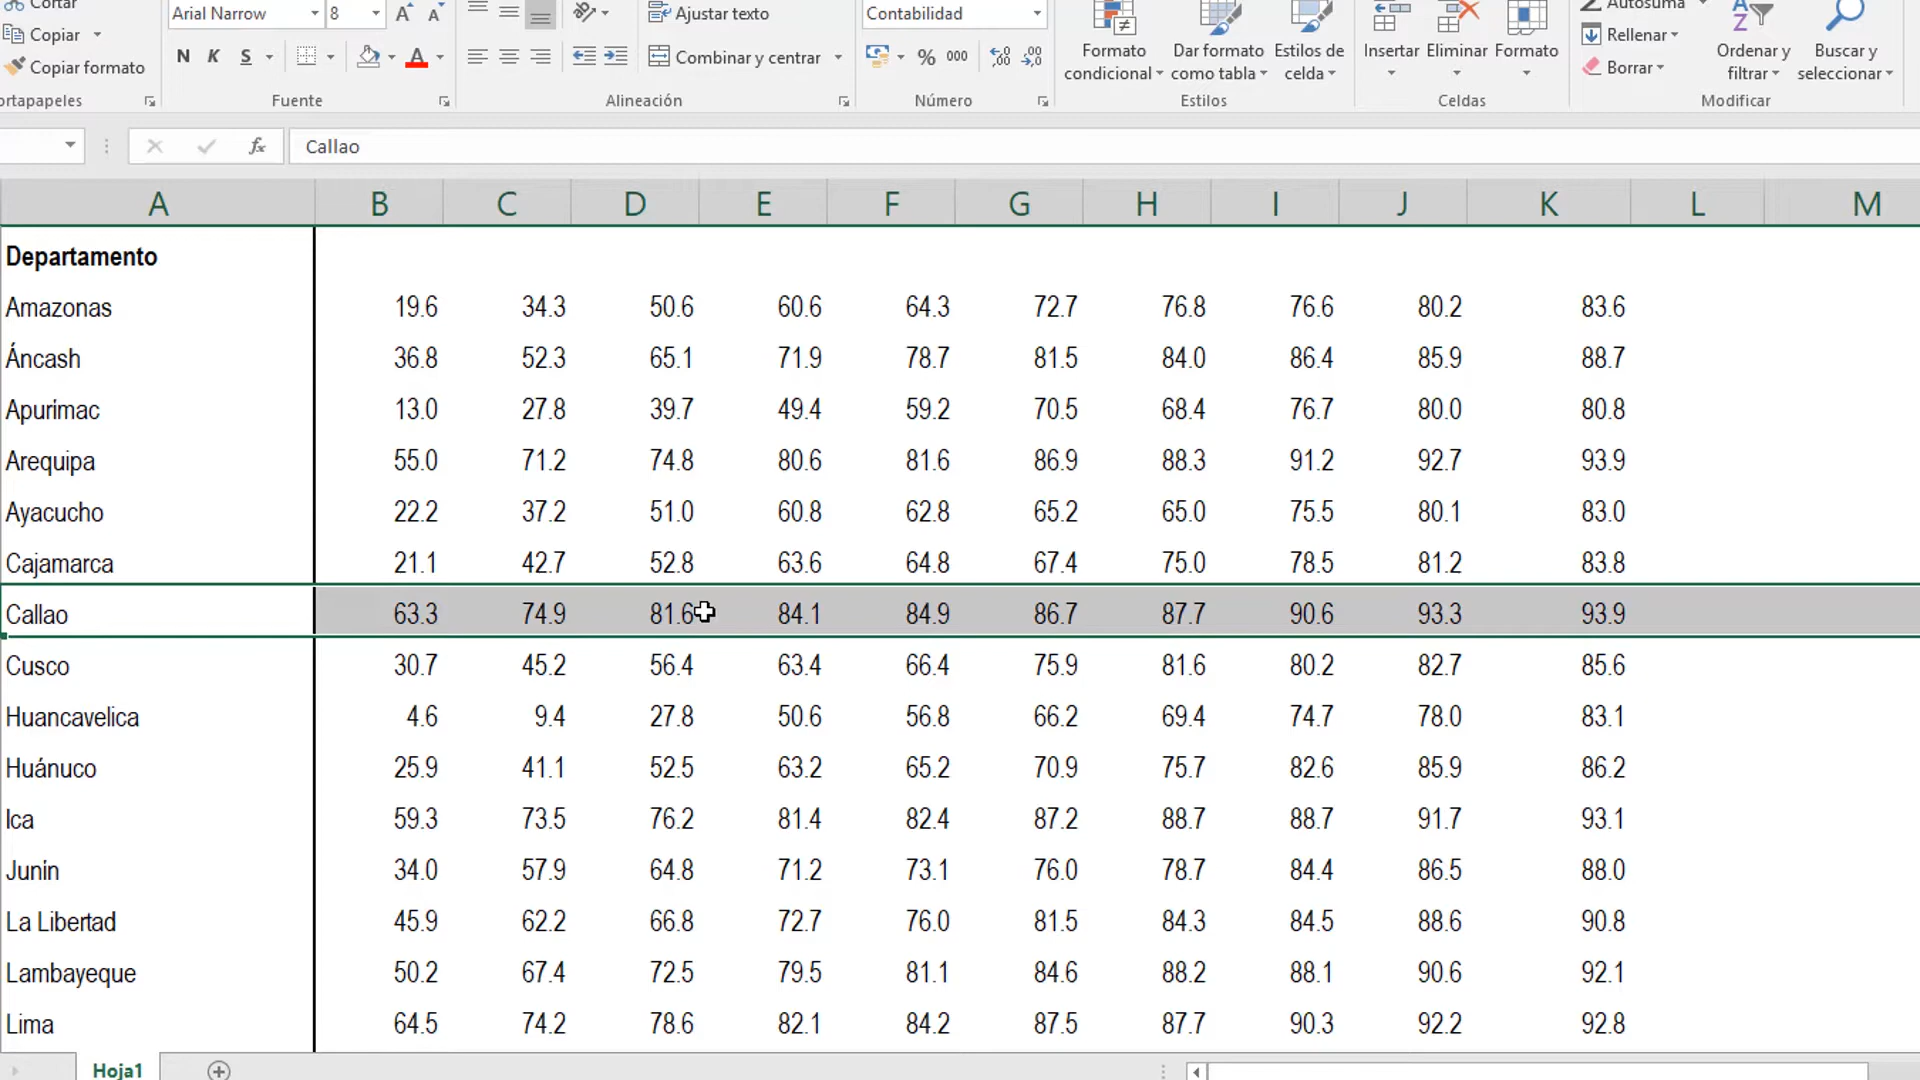 Cortar
Arial Narrow 8 A A Ajustar texto Contabilidad Autosuma
Copiar
Copiar formato
N K S A Combinar y centrar % 000
Formato condicional Dar formato como tabla Estilos de celda Insertar Eliminar Formato
Rellenar
Borrar
Ordenar y filtrar Buscar y seleccionar
ortapapeles Fuente Alineación Número Estilos Celdas Modificar
fx Callao
A B C D E F G H I J K L M
Departamento
Amazonas 19.6 34.3 50.6 60.6 64.3 72.7 76.8 76.6 80.2 83.6
Áncash 36.8 52.3 65.1 71.9 78.7 81.5 84.0 86.4 85.9 88.7
Apurímac 13.0 27.8 39.7 49.4 59.2 70.5 68.4 76.7 80.0 80.8
Arequipa 55.0 71.2 74.8 80.6 81.6 86.9 88.3 91.2 92.7 93.9
Ayacucho 22.2 37.2 51.0 60.8 62.8 65.2 65.0 75.5 80.1 83.0
Cajamarca 21.1 42.7 52.8 63.6 64.8 67.4 75.0 78.5 81.2 83.8
Callao 63.3 74.9 81.6 84.1 84.9 86.7 87.7 90.6 93.3 93.9
Cusco 30.7 45.2 56.4 63.4 66.4 75.9 81.6 80.2 82.7 85.6
Huancavelica 4.6 9.4 27.8 50.6 56.8 66.2 69.4 74.7 78.0 83.1
Huánuco 25.9 41.1 52.5 63.2 65.2 70.9 75.7 82.6 85.9 86.2
Ica 59.3 73.5 76.2 81.4 82.4 87.2 88.7 88.7 91.7 93.1
Junín 34.0 57.9 64.8 71.2 73.1 76.0 78.7 84.4 86.5 88.0
La Libertad 45.9 62.2 66.8 72.7 76.0 81.5 84.3 84.5 88.6 90.8
Lambayeque 50.2 67.4 72.5 79.5 81.1 84.6 88.2 88.1 90.6 92.1
Lima 64.5 74.2 78.6 82.1 84.2 87.5 87.7 90.3 92.2 92.8
Hoja1